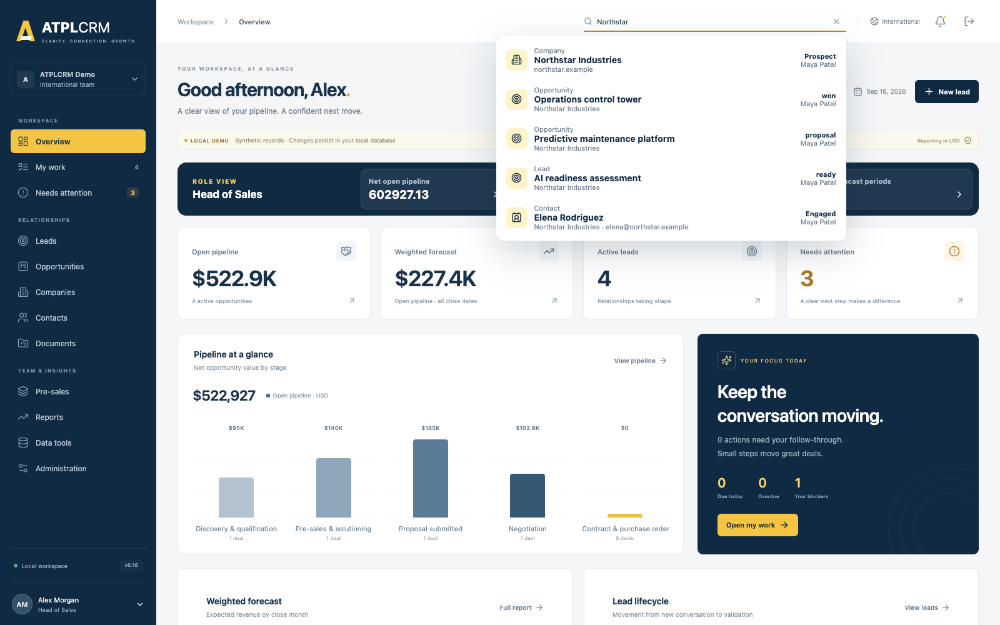 ATPLCRM
CLARITY. CONNECTION. GROWTH.
A
ATPLCRM Demo
International team
WORKSPACE
Overview
My work
4
Needs attention
3
RELATIONSHIPS
Leads
Opportunities
Companies
Contacts
Documents
TEAM & INSIGHTS
Pre-sales
Reports
Data tools
Administration
Local workspace
v0.16
AM
Alex Morgan
Head of Sales
Workspace
Overview
Northstar
International
Company
Northstar Industries
northstar.example
Prospect
Maya Patel
Opportunity
Operations control tower
Northstar Industries
won
Maya Patel
Opportunity
Predictive maintenance platform
Northstar Industries
proposal
Maya Patel
Lead
AI readiness assessment
Northstar Industries
ready
Maya Patel
Contact
Elena Rodriguez
Northstar Industries · elena@northstar.example
Engaged
Maya Patel
YOUR WORKSPACE, AT A GLANCE
Good afternoon, Alex.
A clear view of your pipeline. A confident next move.
Sep 16, 2026
New lead
LOCAL DEMO
Synthetic records · Changes persist in your local database
Reporting in USD
ROLE VIEW
Head of Sales
Net open pipeline
602927.13
periods
Open pipeline
$522.9K
4 active opportunities
Weighted forecast
$227.4K
Open pipeline · all close dates
Active leads
4
Relationships taking shape
Needs attention
3
A clear next step makes a difference
Pipeline at a glance
Net opportunity value by stage
View pipeline
$522,927
Open pipeline · USD
$95K
$140K
$185K
$102.9K
$0
Discovery & qualification
1 deal
Pre-sales & solutioning
1 deal
Proposal submitted
1 deal
Negotiation
1 deal
Contract & purchase order
0 deals
YOUR FOCUS TODAY
Keep the
conversation moving.
0 actions need your follow-through.
Small steps move great deals.
0
Due today
0
Overdue
1
Your blockers
Open my work
Weighted forecast
Expected revenue by close month
Full report
Lead lifecycle
Movement from new conversation to validation
View leads